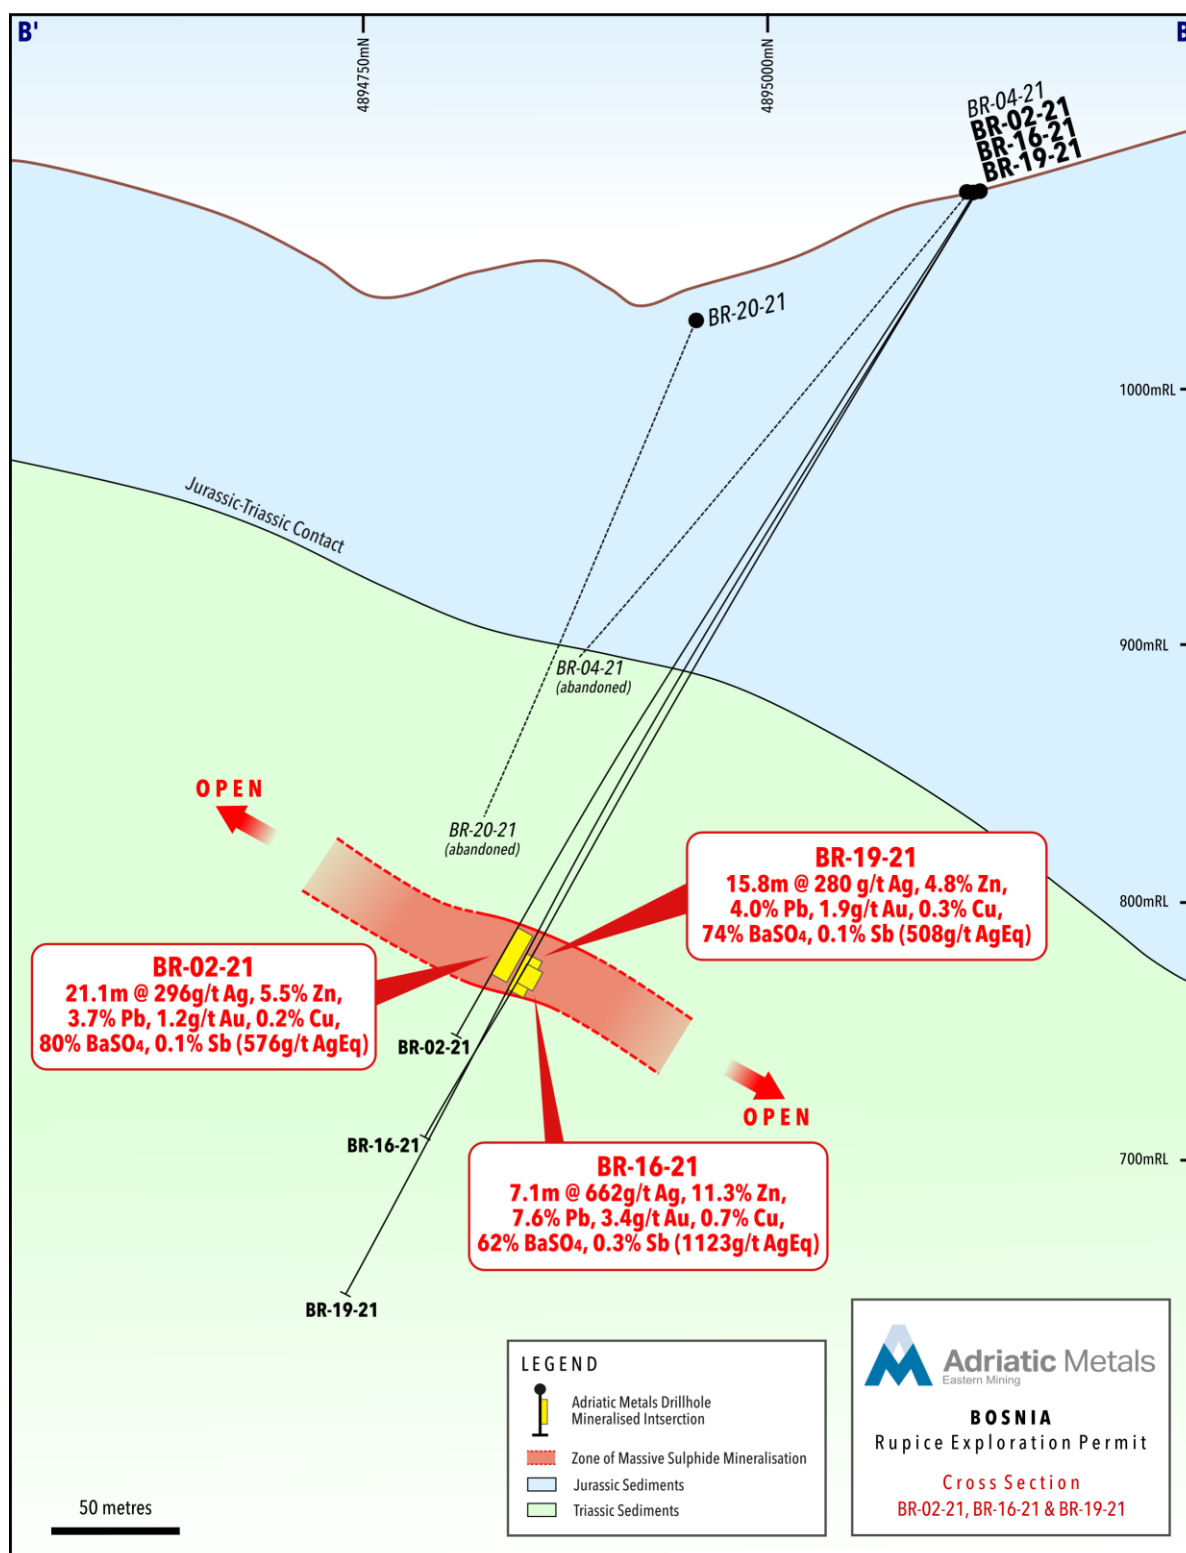 B'
B
4894750mN
4895000mN
BR-04-21
BR-02-21
BR-16-21
BR-19-21
BR-20-21
1000mRL
Jurassic-Triassic Contact
900mRL
BR-04-21
(abandoned)
OPEN
BR-20-21
(abandoned)
BR-19-21
15.8m @ 280 g/t Ag, 4.8% Zn,
4.0% Pb, 1.9g/t Au, 0.3% Cu,
74% BaSO₄, 0.1% Sb (508g/t AgEq)
800mRL
BR-02-21
21.1m @ 296g/t Ag, 5.5% Zn,
3.7% Pb, 1.2g/t Au, 0.2% Cu,
80% BaSO₄, 0.1% Sb (576g/t AgEq)
BR-02-21
OPEN
BR-16-21
BR-16-21
7.1m @ 662g/t Ag, 11.3% Zn,
7.6% Pb, 3.4g/t Au, 0.7% Cu,
62% BaSO₄, 0.3% Sb (1123g/t AgEq)
700mRL
BR-19-21
LEGEND
Adriatic Metals Drillhole
Mineralised Intserction
Zone of Massive Sulphide Mineralisation
Jurassic Sediments
Triassic Sediments
50 metres
Adriatic Metals
Eastern Mining
BOSNIA
Rupice Exploration Permit
Cross Section
BR-02-21, BR-16-21 & BR-19-21